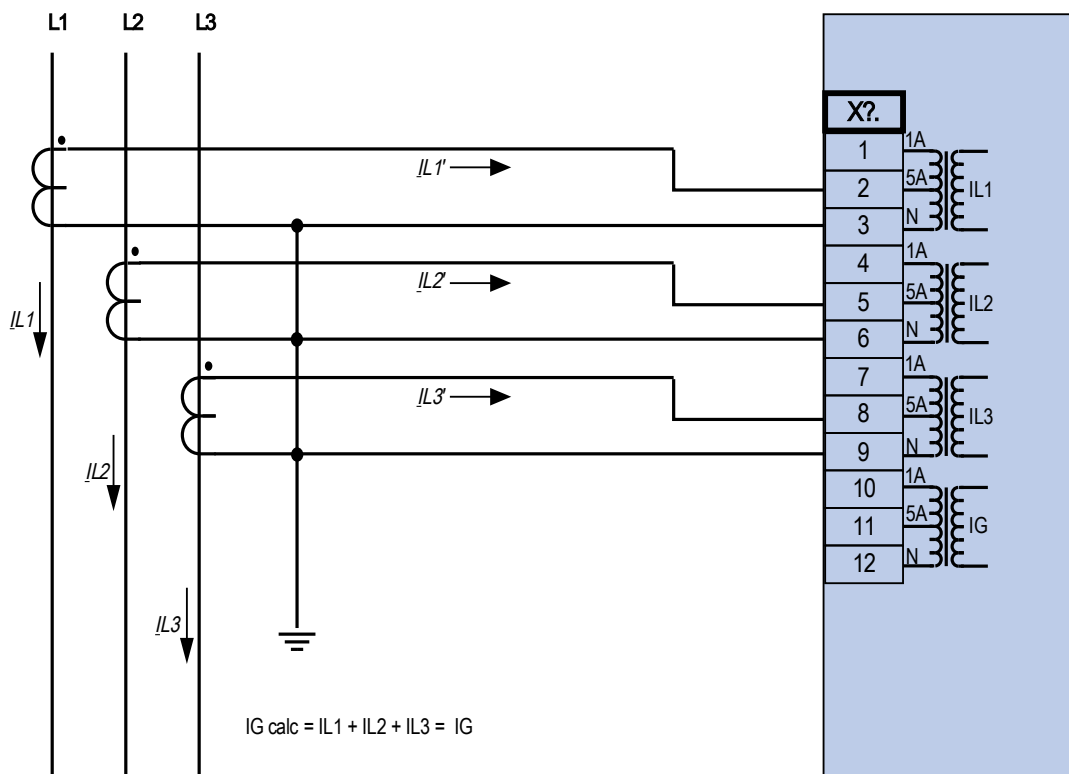 L1 L2 L3
X?.
1 1A
IL1'
2 5A IL1
3 N
4 1A
IL2'
5 5A IL2
IL1
6 N
7 1A
IL3'
8 5A IL3
9 N
IL2
10 1A
11 5A IG
12 N
IL3
IG calc = IL1 + IL2 + IL3 = IG